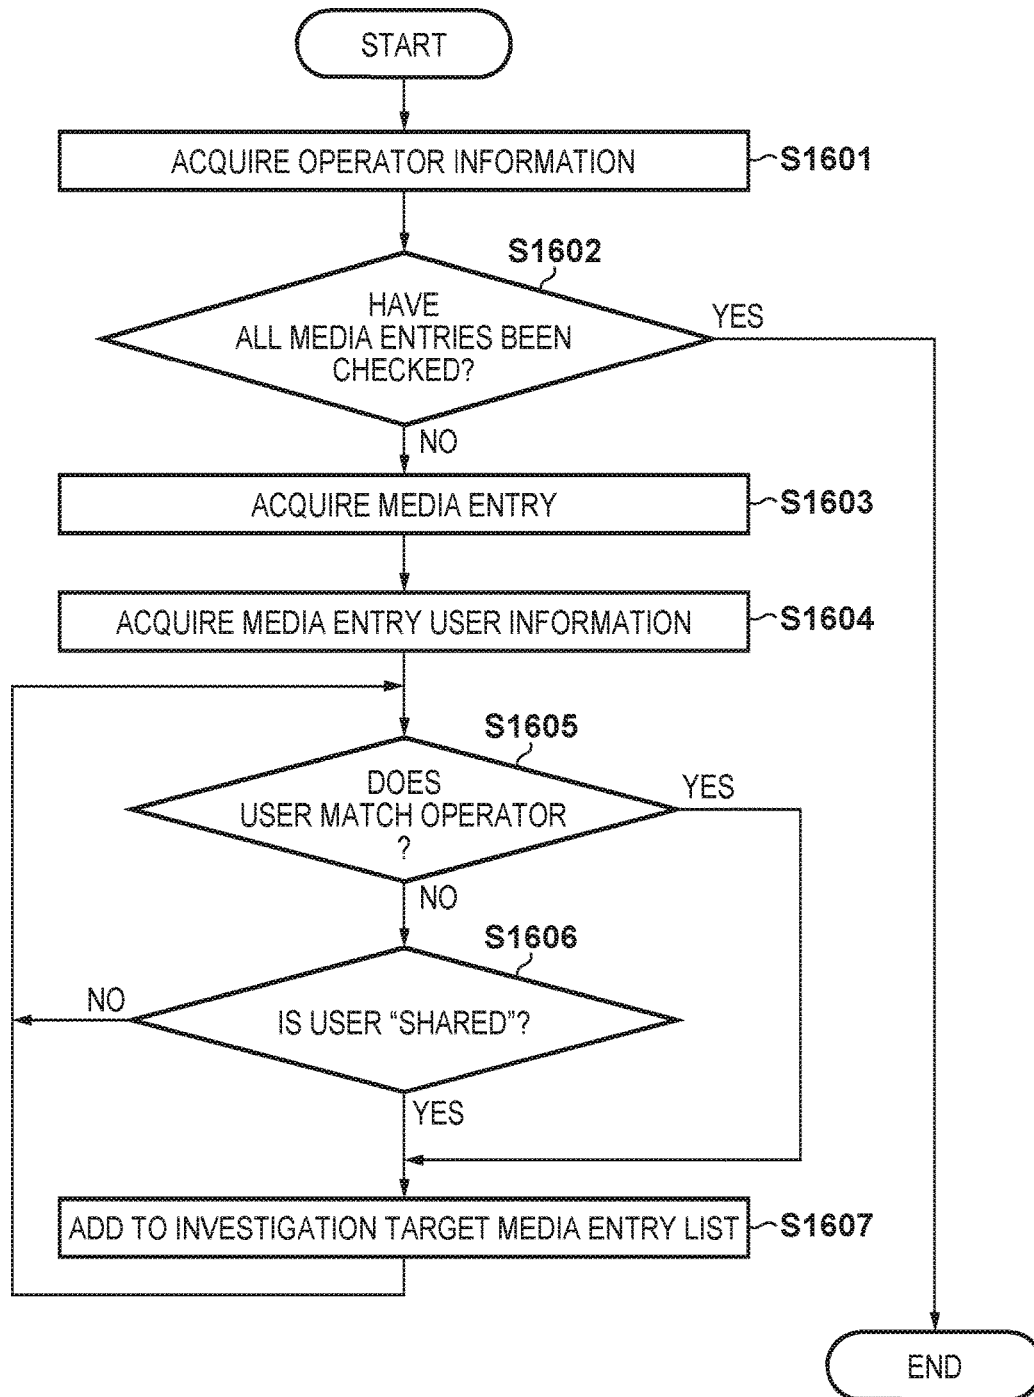 START
ACQUIRE OPERATOR INFORMATION
S1601
S1602
HAVE
ALL MEDIA ENTRIES BEEN
CHECKED?
YES
NO
ACQUIRE MEDIA ENTRY
S1603
ACQUIRE MEDIA ENTRY USER INFORMATION
S1604
S1605
DOES
USER MATCH OPERATOR
?
YES
NO
S1606
IS USER “SHARED”?
NO
YES
ADD TO INVESTIGATION TARGET MEDIA ENTRY LIST
S1607
END